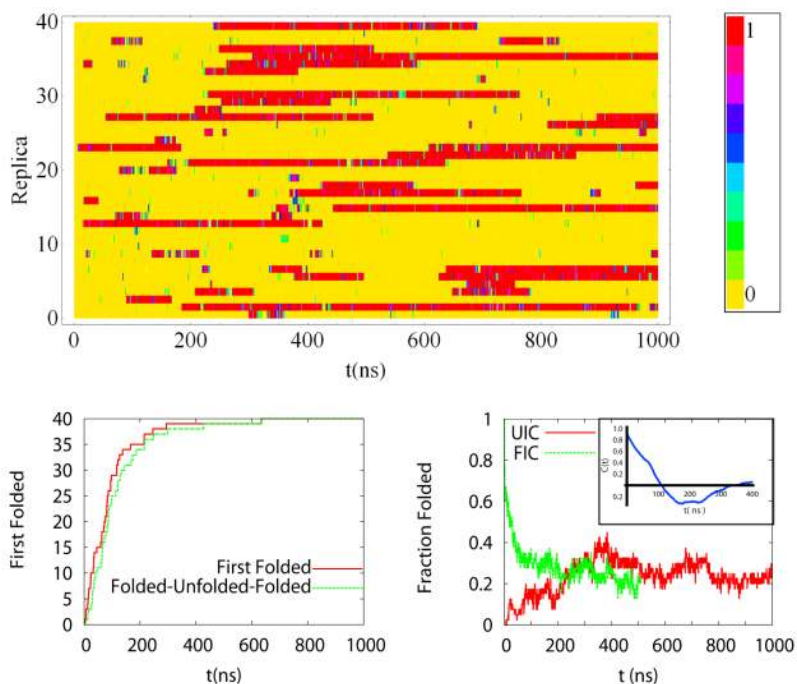 40
30
20
10
0
Replica
0 200 400 600 800 1000
t(ns)
1
0
40
35
30
25
20
15
10
5
0
First Folded
First Folded
Folded-Unfolded-Folded
0 200 400 600 800 1000
t(ns)
1
0.8
0.6
0.4
0.2
0
Fraction Folded
UIC
FIC
1.0
0.8
0.6
0.4
0.2
0.2
C(t)
100 200 300 400
t( ns )
0 200 400 600 800 1000
t (ns)